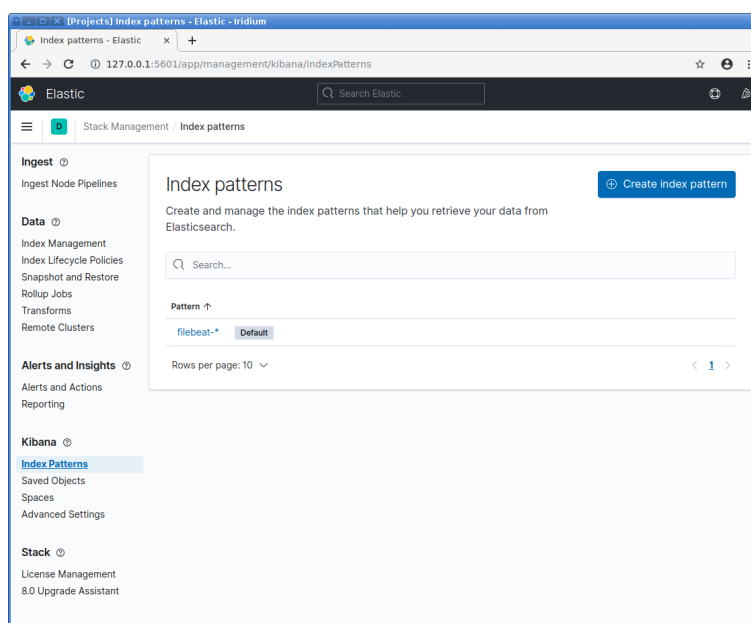 [Projects] Index patterns - Elastic - Iridium
Index patterns - Elastic
127.0.0.1:5601/app/management/kibana/indexPatterns
Elastic
Search Elastic
D
Stack Management / Index patterns
Ingest
Ingest Node Pipelines
Data
Index Management
Index Lifecycle Policies
Snapshot and Restore
Rollup Jobs
Transforms
Remote Clusters
Alerts and Insights
Alerts and Actions
Reporting
Kibana
Index Patterns
Saved Objects
Spaces
Advanced Settings
Stack
License Management
8.0 Upgrade Assistant
Index patterns
Create index pattern
Create and manage the index patterns that help you retrieve your data from
Elasticsearch.
Search...
Pattern
filebeat-* Default
Rows per page: 10
1